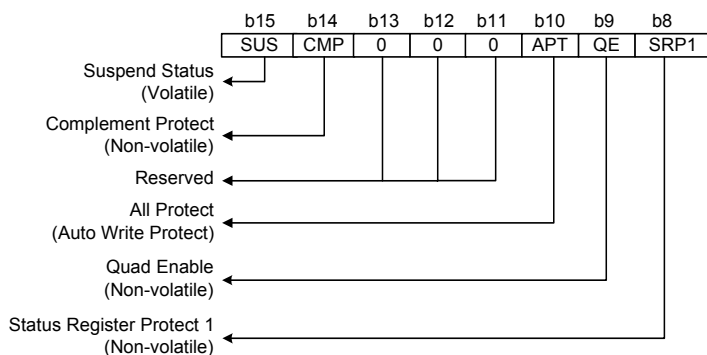 b15 b14 b13 b12 b11 b10 b9 b8
SUS CMP 0 0 0 APT QE SRP1
Suspend Status
(Volatile)
Complement Protect
(Non-volatile)
Reserved
All Protect
(Auto Write Protect)
Quad Enable
(Non-volatile)
Status Register Protect 1
(Non-volatile)